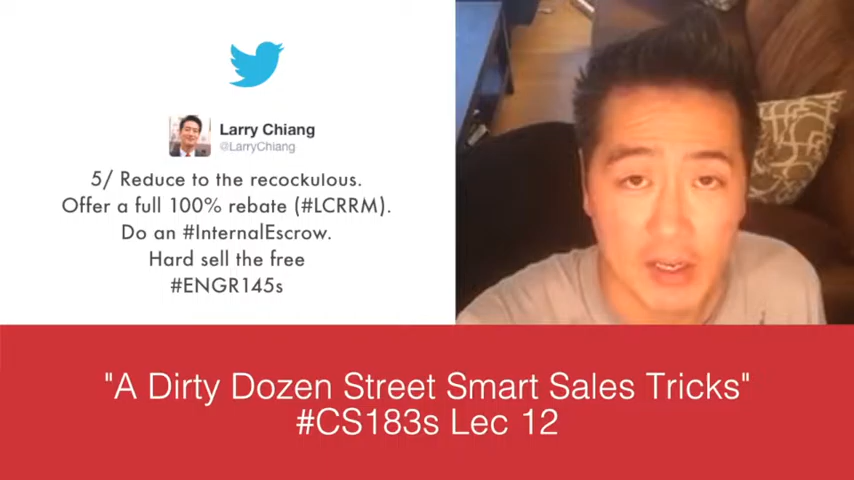 Larry Chiang
@LarryChiang
5/ Reduce to the recockulous.
Offer a full 100% rebate (#LCRRM).
Do an #InternalEscrow.
Hard sell the free
#ENGR145s
"A Dirty Dozen Street Smart Sales Tricks"
#CS183s Lec 12